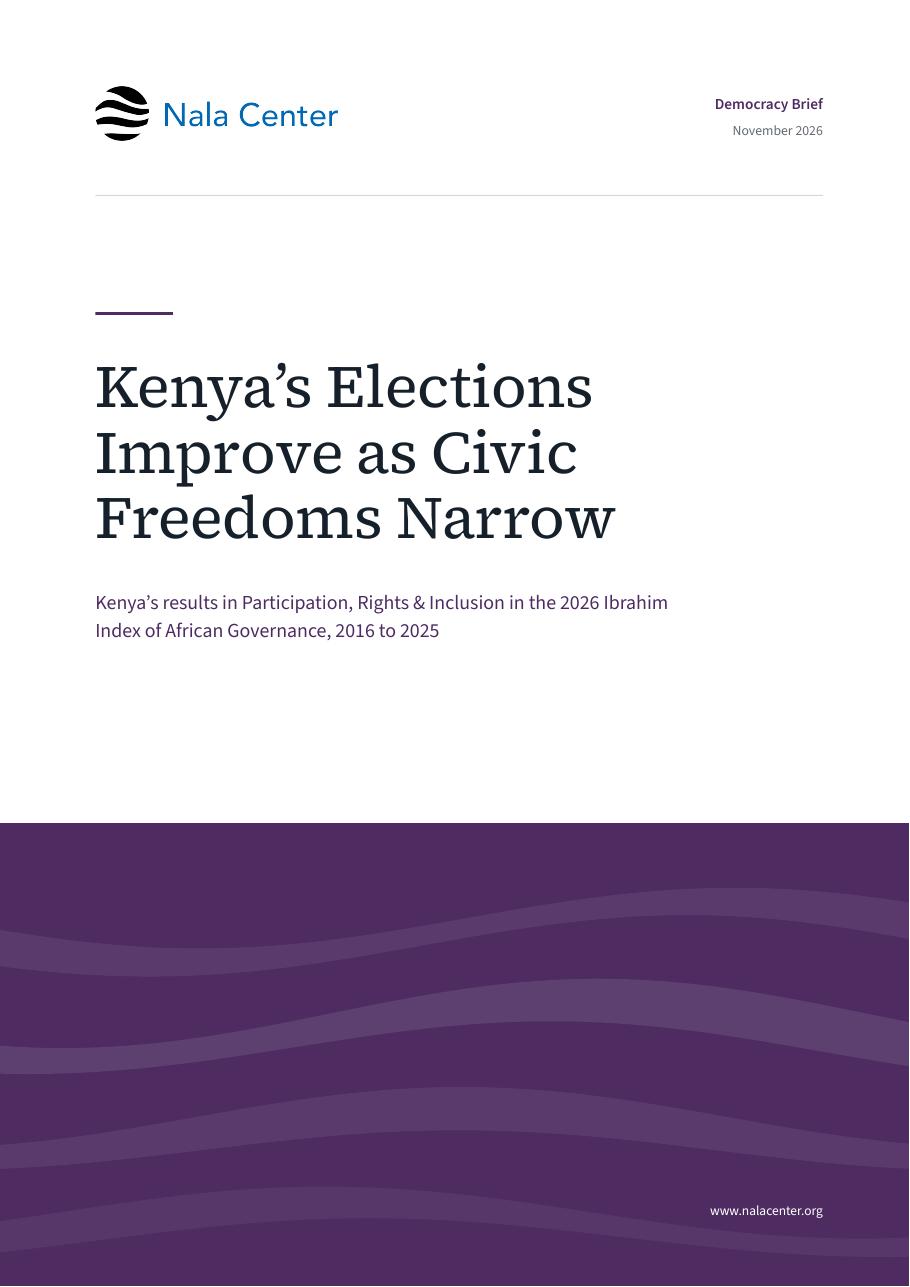 Nala Center
Democracy Brief
November 2026
Kenya’s Elections
Improve as Civic
Freedoms Narrow
Kenya’s results in Participation, Rights & Inclusion in the 2026 Ibrahim
Index of African Governance, 2016 to 2025
www.nalacenter.org